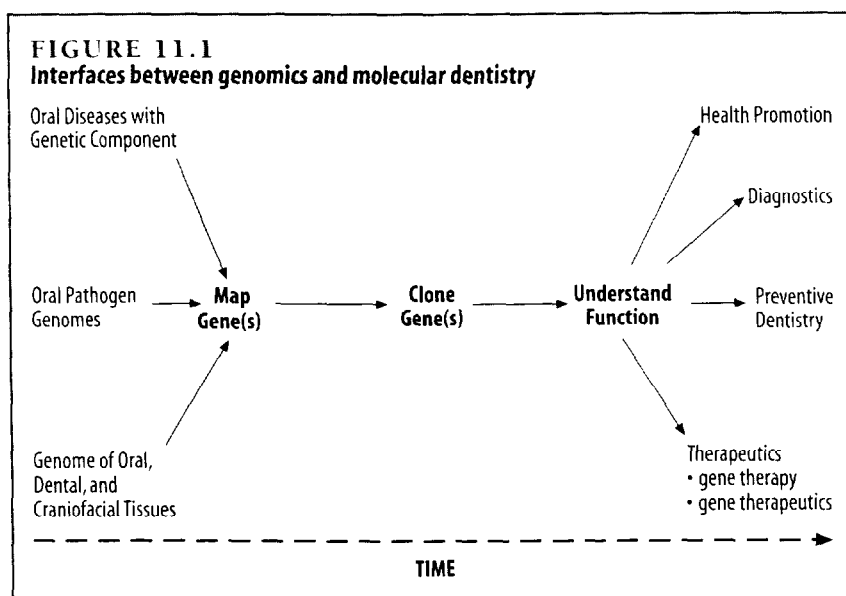 FIGURE 11.1
Interfaces between genomics and molecular dentistry
Oral Diseases with
Genetic Component
Oral Pathogen
Genomes
Genome of Oral,
Dental, and
Craniofacial Tissues
Map
Gene(s)
Clone
Gene(s)
Understand
Function
Health Promotion
Diagnostics
Preventive
Dentistry
Therapeutics
• gene therapy
• gene therapeutics
TIME